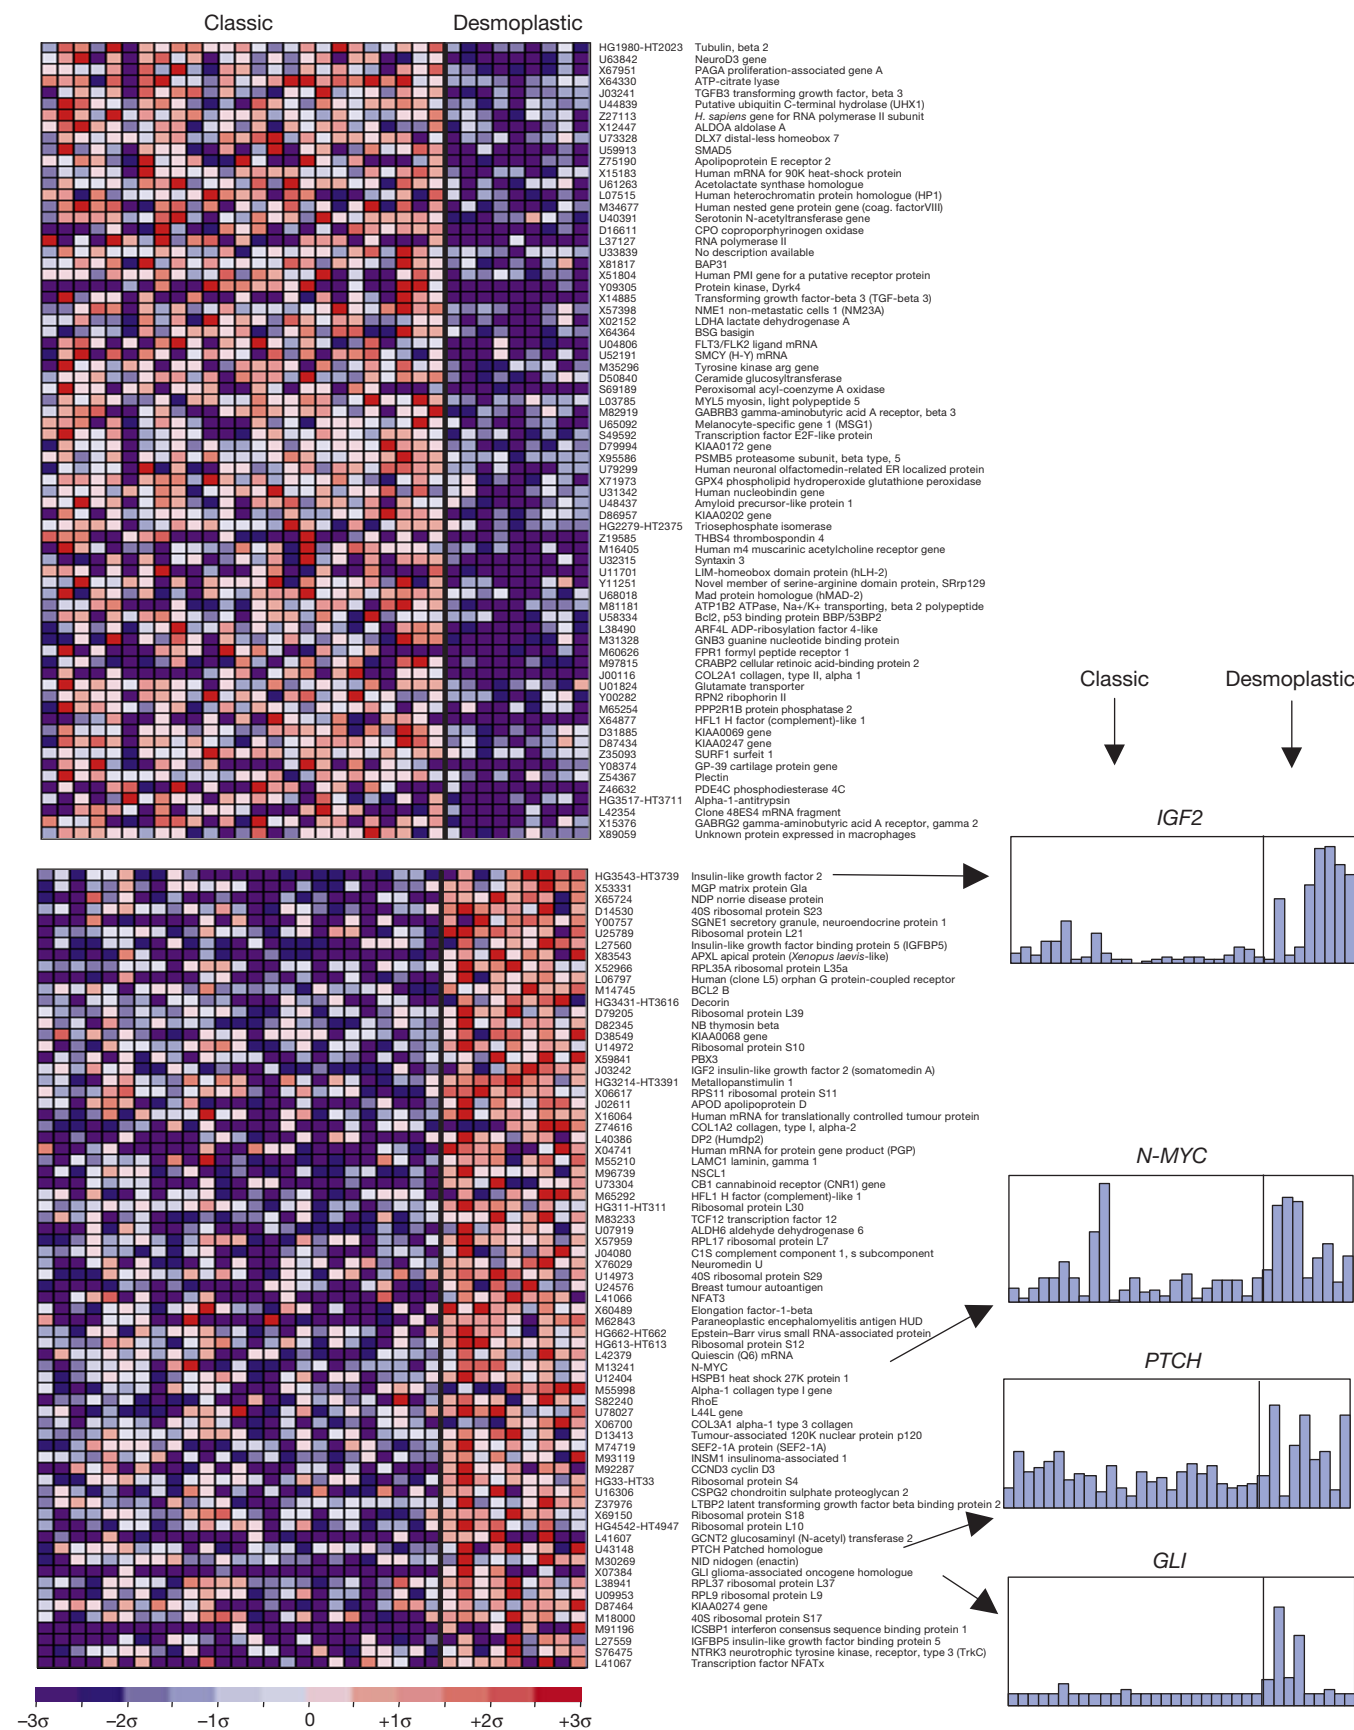 Classic Desmoplastic
HG1980-HT2023 Tubulin, beta 2
U63842 NeuroD3 gene
X67951 PAGA proliferation-associated gene A
X64330 ATP-citrate lyase
J03241 TGFB3 transforming growth factor, beta 3
U44839 Putative ubiquitin C-terminal hydrolase (UHX1)
Z27113 H. sapiens gene for RNA polymerase II subunit
X12447 ALDOA aldolase A
U73328 DLX7 distal-less homeobox 7
U59913 SMAD5
Z75190 Apolipoprotein E receptor 2
X15183 Human mRNA for 90K heat-shock protein
U61263 Acetolactate synthase homologue
L07515 Human heterochromatin protein homologue (HP1)
M34677 Human nested gene protein gene (coag. factorVIII)
U40391 Serotonin N-acetyltransferase gene
D16611 CPO coproporphyrinogen oxidase
L37127 RNA polymerase II
U33839 No description available
X81817 BAP31
X51804 Human PMI gene for a putative receptor protein
Y09305 Protein kinase, Dyrk4
X14885 Transforming growth factor-beta 3 (TGF-beta 3)
X57398 NME1 non-metastatic cells 1 (NM23A)
X02152 LDHA lactate dehydrogenase A
X64364 BSG basigin
U04806 FLT3/FLK2 ligand mRNA
U52191 SMCY (H-Y) mRNA
M35296 Tyrosine kinase arg gene
D50840 Ceramide glucosyltransferase
S69189 Peroxisomal acyl-coenzyme A oxidase
L03785 MYL5 myosin, light polypeptide 5
M82919 GABRB3 gamma-aminobutyric acid A receptor, beta 3
U65092 Melanocyte-specific gene 1 (MSG1)
S49592 Transcription factor E2F-like protein
D79994 KIAA0172 gene
X95586 PSMB5 proteasome subunit, beta type, 5
U79299 Human neuronal olfactomedin-related ER localized protein
X71973 GPX4 phospholipid hydroperoxide glutathione peroxidase
U31342 Human nucleobindin gene
U48437 Amyloid precursor-like protein 1
D86957 KIAA0202 gene
HG2279-HT2375 Triosephosphate isomerase
Z19585 THBS4 thrombospondin 4
M16405 Human m4 muscarinic acetylcholine receptor gene
U32315 Syntaxin 3
U11701 LIM-homeobox domain protein (hLH-2)
Y11251 Novel member of serine-arginine domain protein, SRrp129
U68018 Mad protein homologue (hMAD-2)
M81181 ATP1B2 ATPase, Na+/K+ transporting, beta 2 polypeptide
U58334 Bcl2, p53 binding protein BBP/53BP2
L38490 ARF4L ADP-ribosylation factor 4-like
M31328 GNB3 guanine nucleotide binding protein
M60626 FPR1 formyl peptide receptor 1
M97815 CRABP2 cellular retinoic acid-binding protein 2
J00116 COL2A1 collagen, type II, alpha 1
U01824 Glutamate transporter
Y00282 RPN2 ribophorin II
M65254 PPP2R1B protein phosphatase 2
X64877 HFL1 H factor (complement)-like 1
D31885 KIAA0069 gene
D87434 KIAA0247 gene
Z35093 SURF1 surfeit 1
Y08374 GP-39 cartilage protein gene
Z54367 Plectin
Z46632 PDE4C phosphodiesterase 4C
HG3517-HT3711 Alpha-1-antitrypsin
L42354 Clone 48ES4 mRNA fragment
X15376 GABRG2 gamma-aminobutyric acid A receptor, gamma 2
X89059 Unknown protein expressed in macrophages
HG3543-HT3739 Insulin-like growth factor 2
X53331 MGP matrix protein Gla
X65724 NDP norrie disease protein
D14530 40S ribosomal protein S23
Y00757 SGNE1 secretory granule, neuroendocrine protein 1
U25789 Ribosomal protein L21
L27560 Insulin-like growth factor binding protein 5 (IGFBP5)
X83543 APXL apical protein (Xenopus laevis-like)
X52966 RPL35A ribosomal protein L35a
L06797 Human (clone L5) orphan G protein-coupled receptor
M14745 BCL2 B
HG3431-HT3616 Decorin
D79205 Ribosomal protein L39
D82345 NB thymosin beta
D38549 KIAA0068 gene
U14972 Ribosomal protein S10
X59841 PBX3
J03242 IGF2 insulin-like growth factor 2 (somatomedin A)
HG3214-HT3391 Metallopanstimulin 1
X06617 RPS11 ribosomal protein S11
J02611 APOD apolipoprotein D
X16064 Human mRNA for translationally controlled tumour protein
Z74616 COL1A2 collagen, type I, alpha-2
L40386 DP2 (Humdp2)
X04741 Human mRNA for protein gene product (PGP)
M55210 LAMC1 laminin, gamma 1
M96739 NSCL1
U73304 CB1 cannabinoid receptor (CNR1) gene
M65292 HFL1 H factor (complement)-like 1
HG311-HT311 Ribosomal protein L30
M83233 TCF12 transcription factor 12
U07919 ALDH6 aldehyde dehydrogenase 6
X57959 RPL17 ribosomal protein L7
J04080 C1S complement component 1, s subcomponent
X76029 Neuromedin U
U14973 40S ribosomal protein S29
U24576 Breast tumour autoantigen
L41066 NFAT3
X60489 Elongation factor-1-beta
M62843 Paraneoplastic encephalomyelitis antigen HUD
HG662-HT662 Epstein–Barr virus small RNA-associated protein
HG613-HT613 Ribosomal protein S12
L42379 Quiescin (Q6) mRNA
M13241 N-MYC
U12404 HSPB1 heat shock 27K protein 1
M55998 Alpha-1 collagen type I gene
S82240 RhoE
U78027 L44L gene
X06700 COL3A1 alpha-1 type 3 collagen
D13413 Tumour-associated 120K nuclear protein p120
M74719 SEF2-1A protein (SEF2-1A)
M93119 INSM1 insulinoma-associated 1
M92287 CCND3 cyclin D3
HG33-HT33 Ribosomal protein S4
U16306 CSPG2 chondroitin sulphate proteoglycan 2
Z37976 LTBP2 latent transforming growth factor beta binding protein 2
X69150 Ribosomal protein S18
HG4542-HT4947 Ribosomal protein L10
L41607 GCNT2 glucosaminyl (N-acetyl) transferase 2
U43148 PTCH Patched homologue
M30269 NID nidogen (enactin)
X07384 GLI glioma-associated oncogene homologue
L38941 RPL37 ribosomal protein L37
U09953 RPL9 ribosomal protein L9
D87464 KIAA0274 gene
M18000 40S ribosomal protein S17
M91196 ICSBP1 interferon consensus sequence binding protein 1
L27559 IGFBP5 insulin-like growth factor binding protein 5
S76475 NTRK3 neurotrophic tyrosine kinase, receptor, type 3 (TrkC)
L41067 Transcription factor NFATx
−3σ −2σ −1σ 0 +1σ +2σ +3σ
Classic Desmoplastic
IGF2
N-MYC
PTCH
GLI